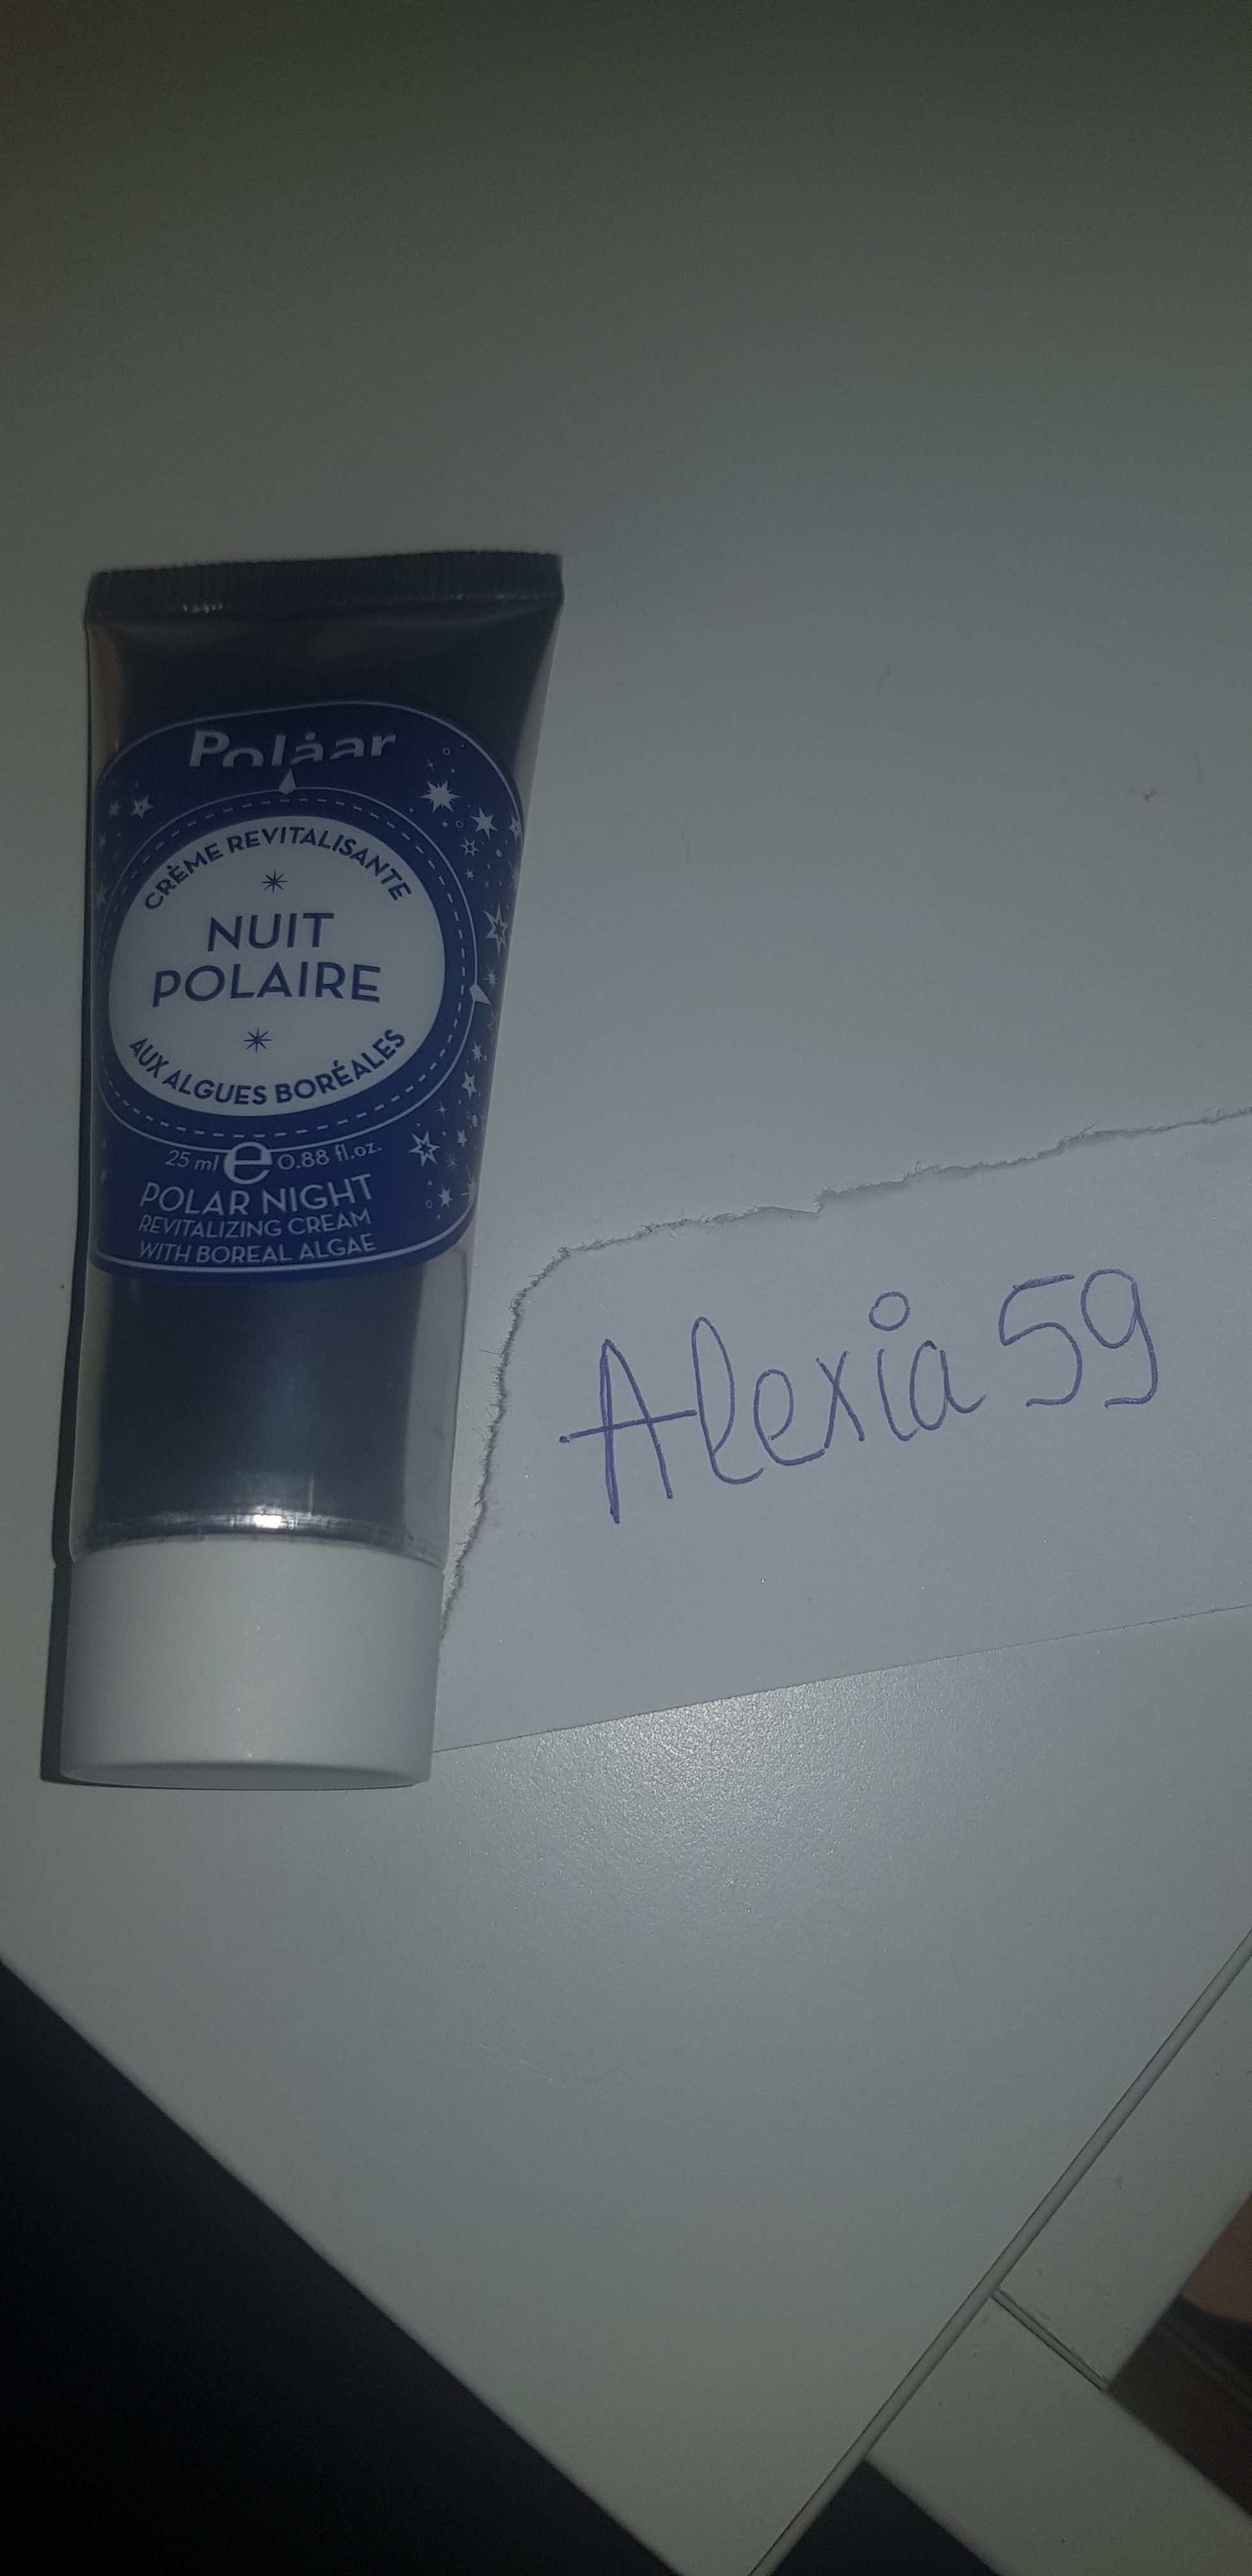 Polåar
CRÈME REVITALISANTE
NUIT
POLAIRE
AUX ALGUES BORÉALES
25 ml e 0.88 fl.oz.
POLAR NIGHT
REVITALIZING CREAM
WITH BOREAL ALGAE
Alexia 59